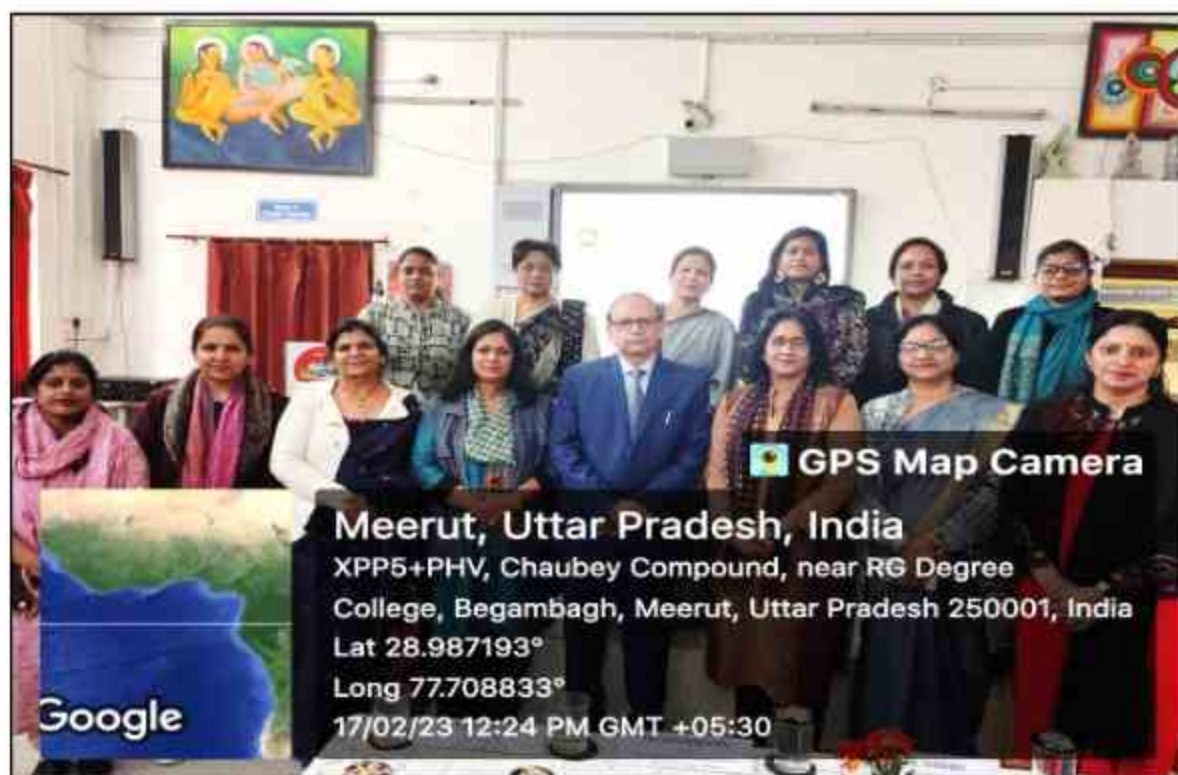 GPS Map Camera
Meerut, Uttar Pradesh, India
XPP5+PHV, Chaubey Compound, near RG Degree
College, Begambagh, Meerut, Uttar Pradesh 250001, India
Lat 28.987193°
Long 77.708833°
17/02/23 12:24 PM GMT +05:30
Google